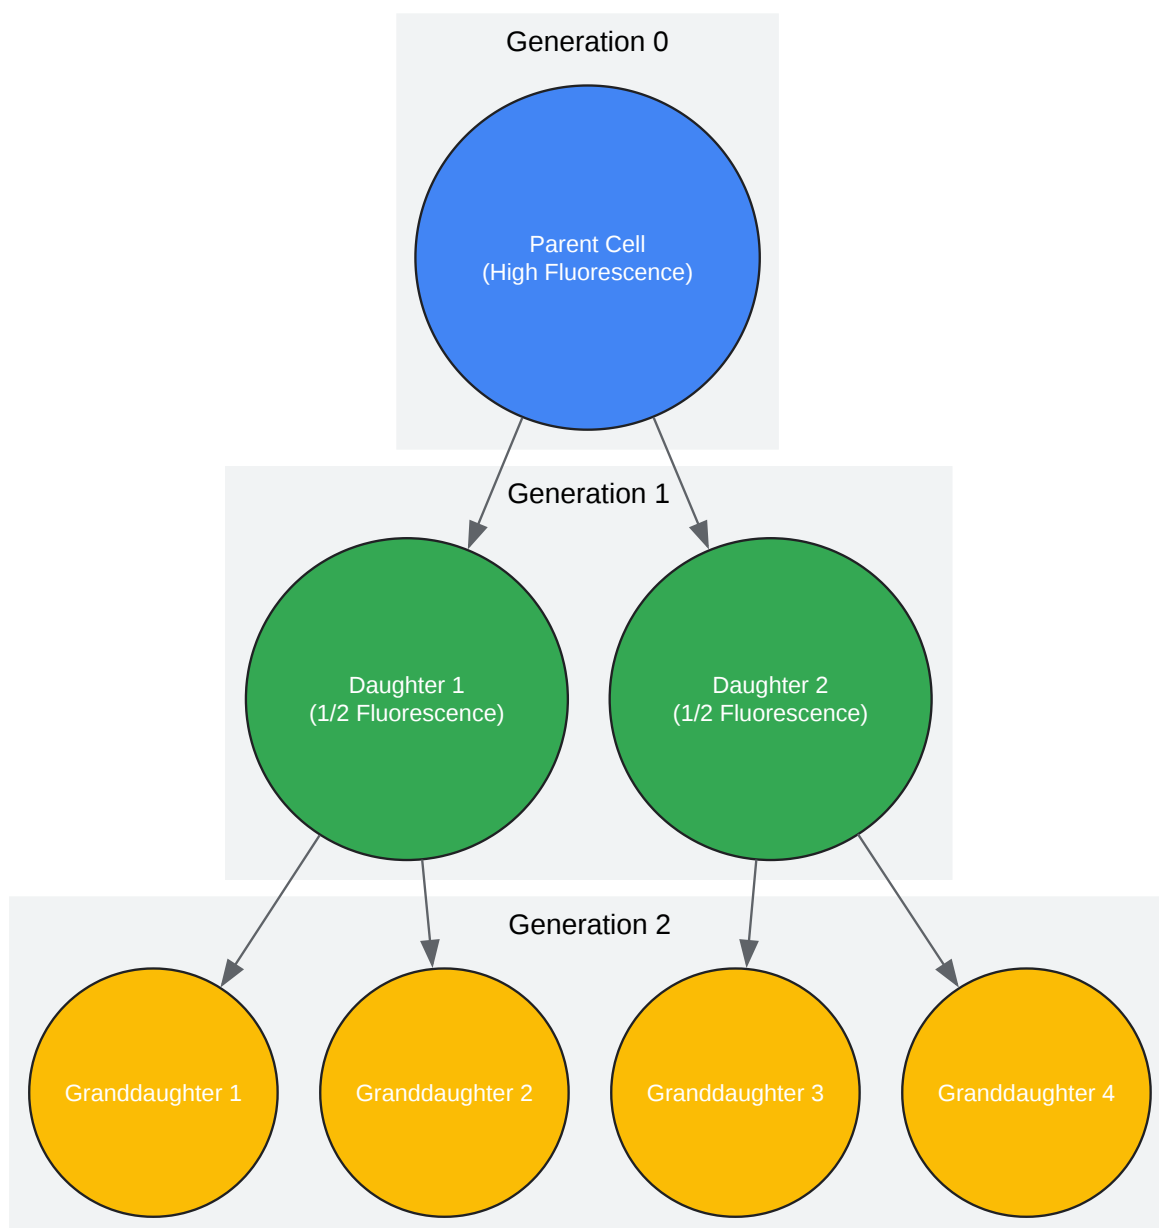 Generation 0
Parent Cell
(High Fluorescence)
Generation 1
Daughter 1
(1/2 Fluorescence)
Daughter 2
(1/2 Fluorescence)
Generation 2
Granddaughter 1
Granddaughter 2
Granddaughter 3
Granddaughter 4